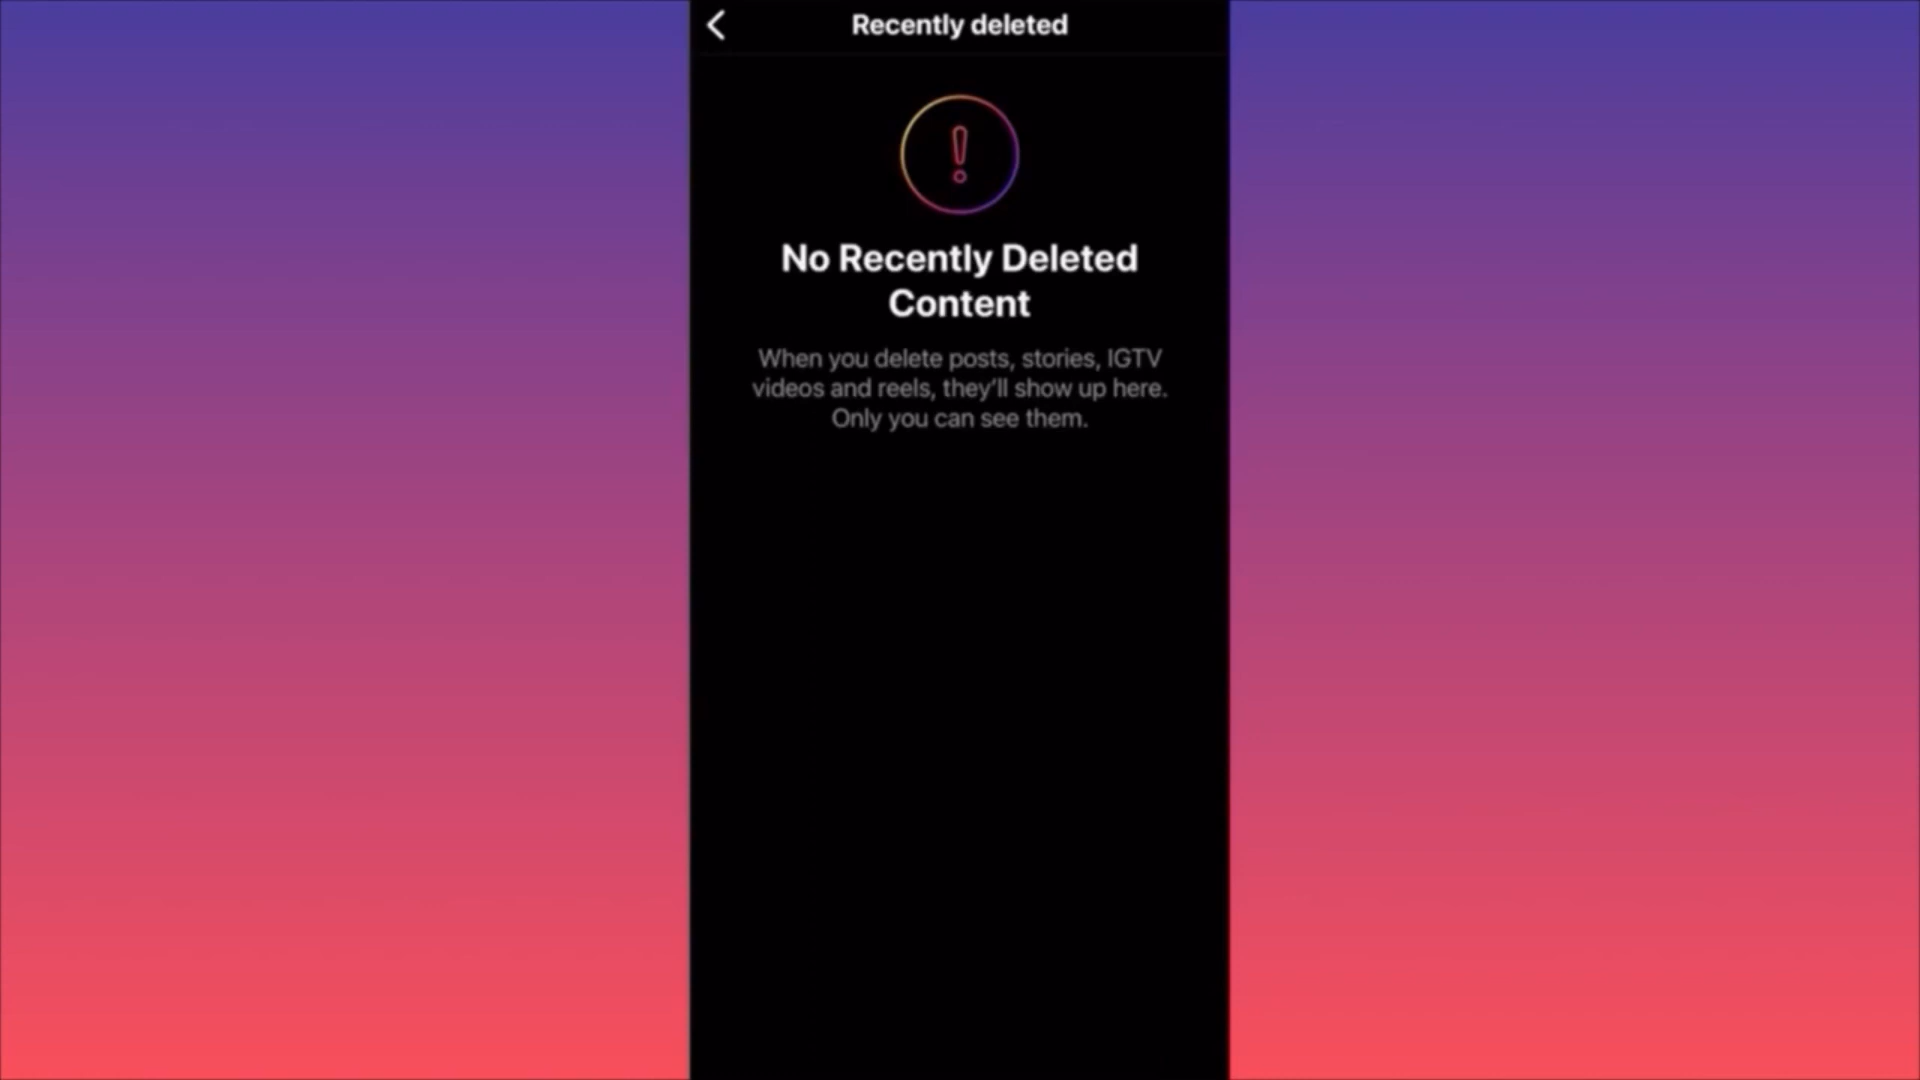 Recently deleted
No Recently Deleted
Content
When you delete posts, stories, IGTV
videos and reels, they'll show up here.
Only you can see them.